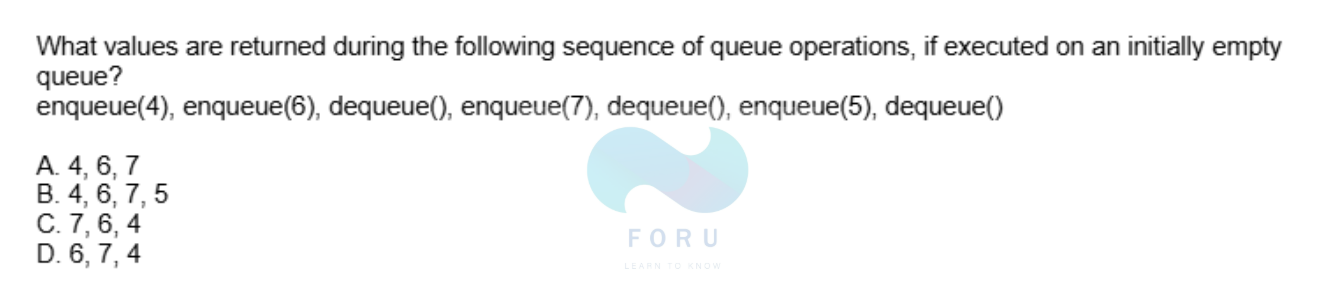 What values are returned during the following sequence of queue operations, if executed on an initially empty
queue?
enqueue(4), enqueue(6), dequeue(), enqueue(7), dequeue(), enqueue(5), dequeue()
A. 4, 6, 7
B. 4, 6, 7, 5
C. 7, 6, 4
D. 6, 7, 4
FORU
LEARN TO KNOW